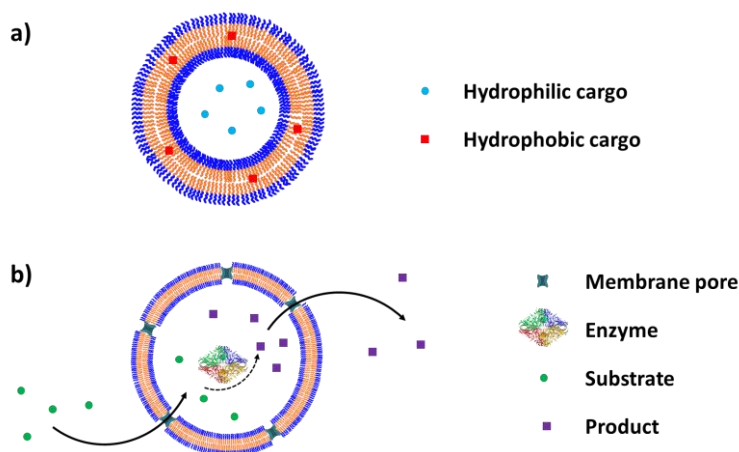 a)
Hydrophilic cargo
Hydrophobic cargo
b)
Membrane pore
Enzyme
Substrate
Product